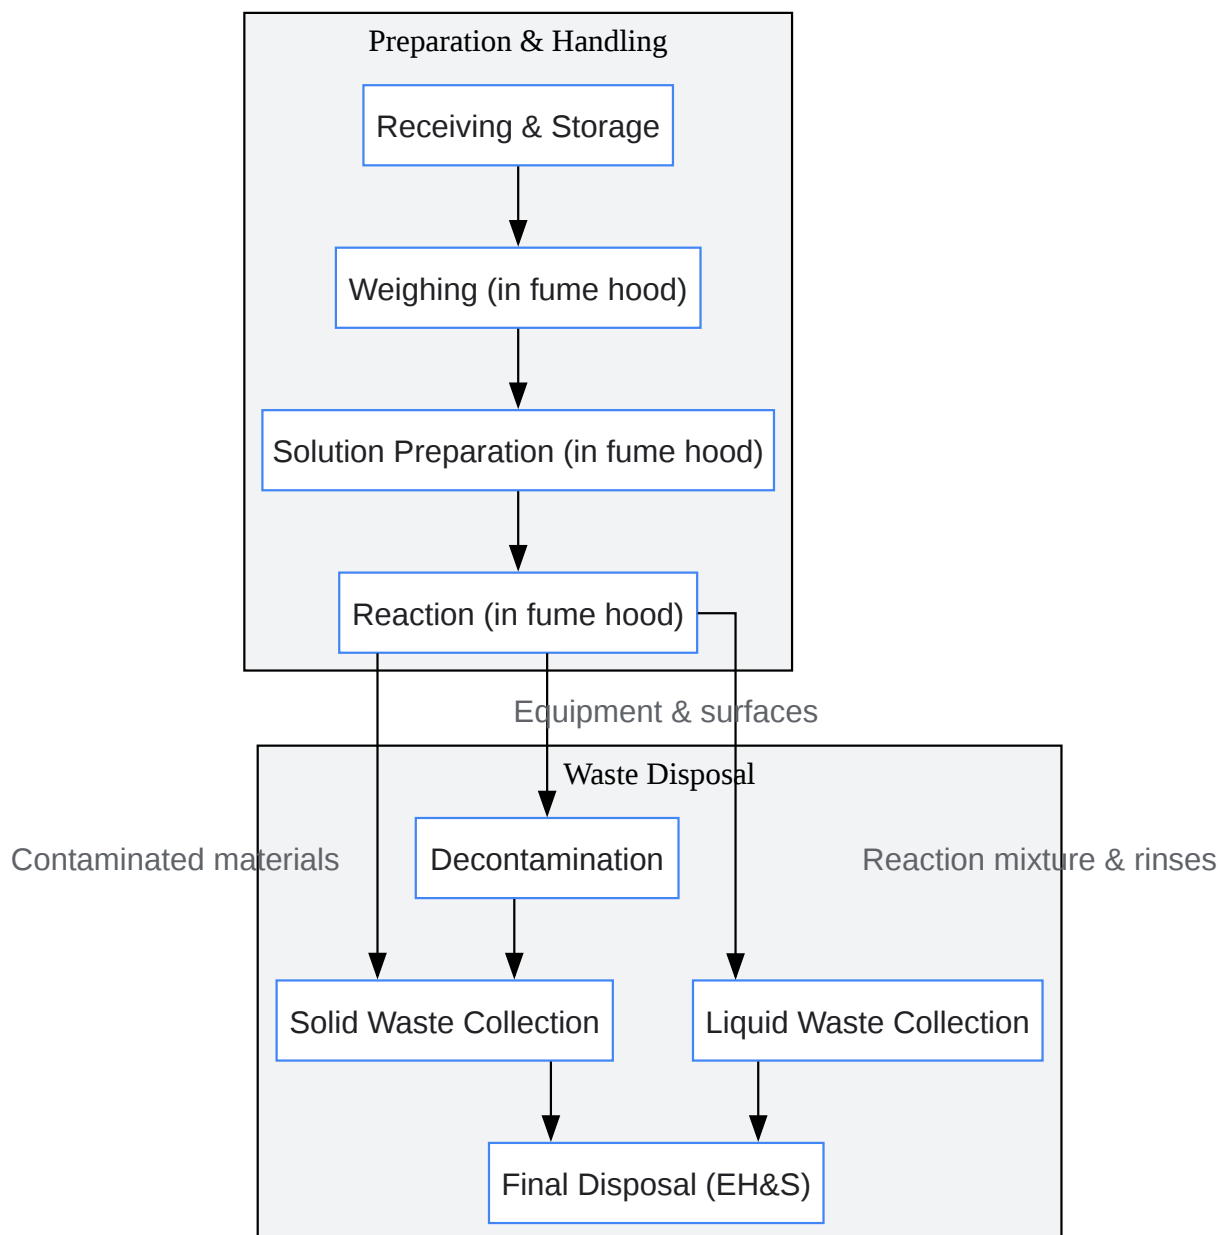 Preparation & Handling
Receiving & Storage
Weighing (in fume hood)
Solution Preparation (in fume hood)
Reaction (in fume hood)
Equipment & surfaces
Waste Disposal
Contaminated materials
Decontamination
Reaction mixture & rinses
Solid Waste Collection
Liquid Waste Collection
Final Disposal (EH&S)